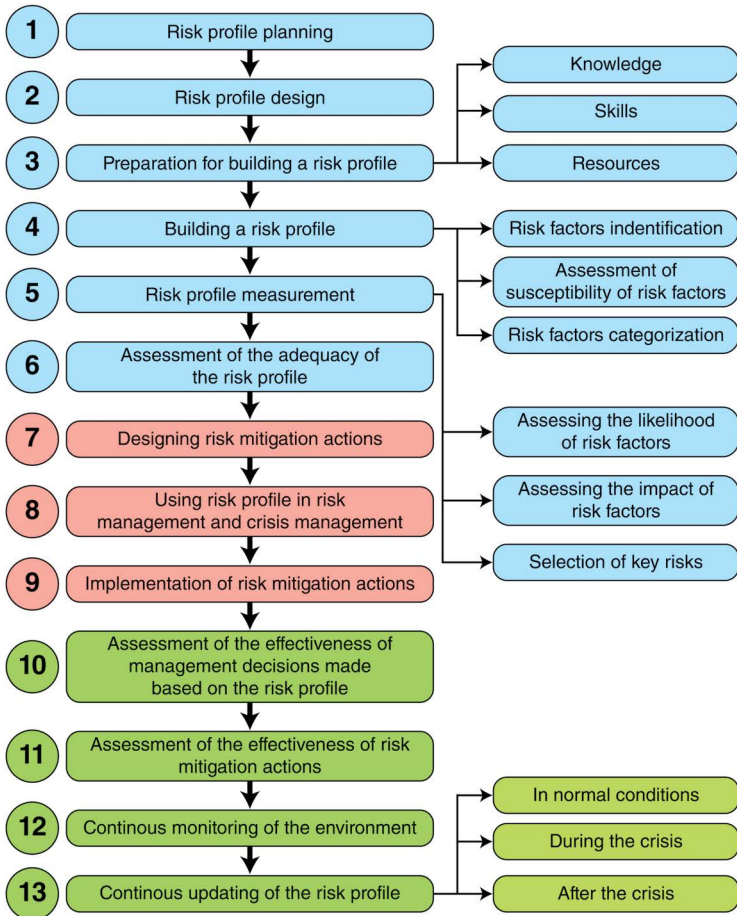 1
Risk profile planning
2
Risk profile design
3
Preparation for building a risk profile
Knowledge
Skills
Resources
4
Building a risk profile
Risk factors indentification
Assessment of
susceptibility of risk factors
Risk factors categorization
5
Risk profile measurement
Assessing the likelihood
of risk factors
Assessing the impact of
risk factors
Selection of key risks
6
Assessment of the adequacy of
the risk profile
7
Designing risk mitigation actions
8
Using risk profile in risk
management and crisis management
9
Implementation of risk mitigation actions
10
Assessment of the effectiveness of
management decisions made
based on the risk profile
11
Assessment of the effectiveness of risk
mitigation actions
12
Continous monitoring of the environment
13
Continous updating of the risk profile
In normal conditions
During the crisis
After the crisis